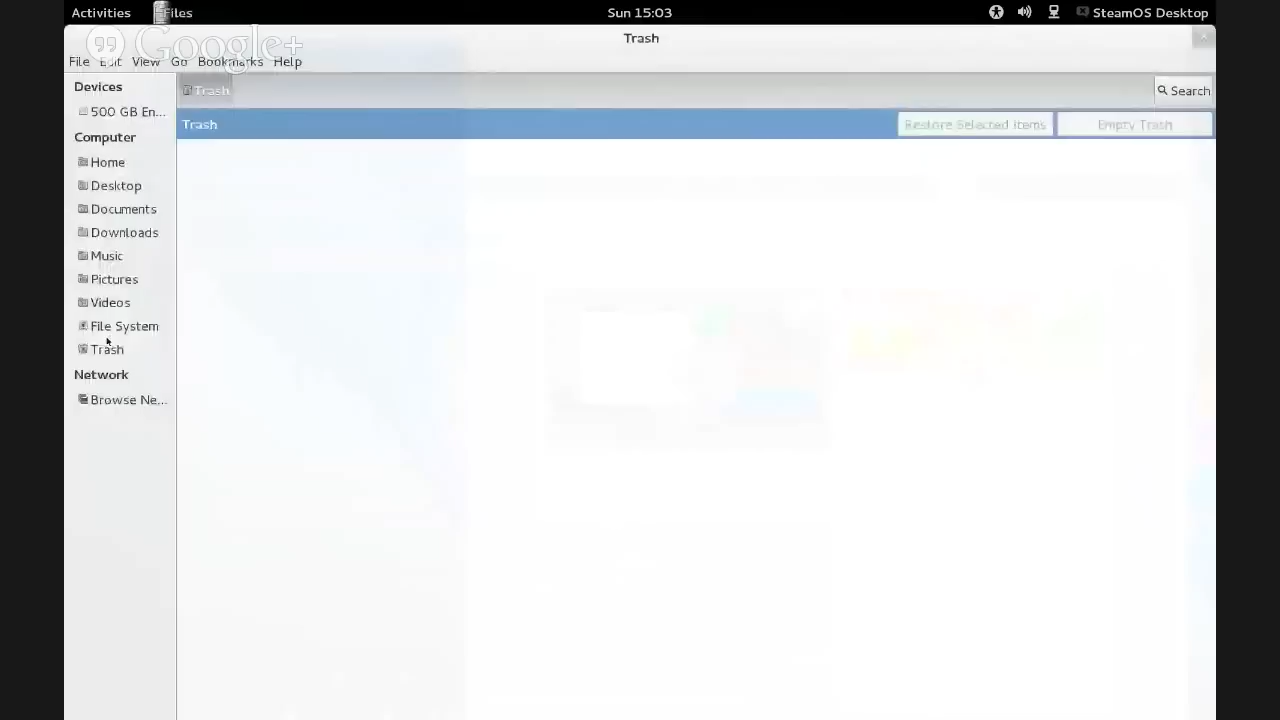 Activities Files Sun 15:03 SteamOS Desktop
Trash
Google+
File Edit View Go Bookmarks Help
Devices
Trash
Search
500 GB En...
Trash
Restore Selected Items
Empty Trash
Computer
Home
Desktop
Documents
Downloads
Music
Pictures
Videos
File System
Trash
Network
Browse Ne...